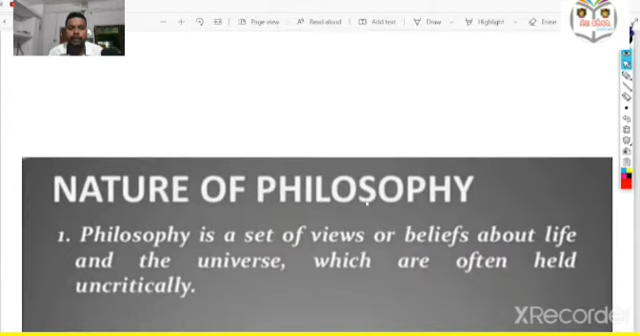 Page view
Read aloud
Add text
Draw
Highlight
Erase
NATURE OF PHILOSOPHY
1. Philosophy is a set of views or beliefs about life
and the universe, which are often held
uncritically.
XRecorder